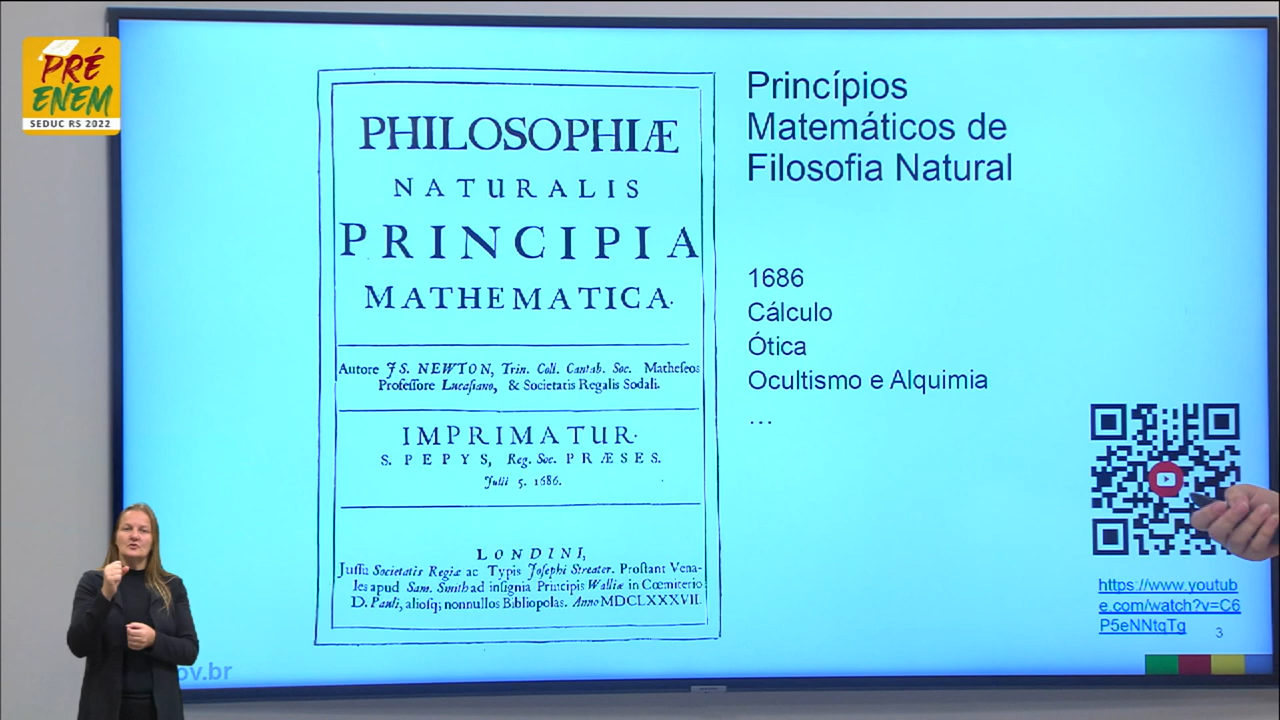 PRÉ
ENEM
SEDUC RS 2022
PHILOSOPHIÆ
NATURALIS
PRINCIPIA
MATHEMATICA.
Autore JS. NEWTON, Trin. Coll. Cantab. Soc. Matheseos
Professore Lucasiano, & Societatis Regalis Sodali.
IMPRIMATUR.
S. PEPYS, Reg. Soc. PRÆSES.
Julii 5. 1686.
LONDINI,
Jussu Societatis Regiæ ac Typis Josephi Streater. Prostant Vena-
les apud Sam. Smith ad insignia Principis Walliæ in Cœmiterio
D. Pauli, aliosq; nonnullos Bibliopolas. Anno MDCLXXXVII.
Princípios
Matemáticos de
Filosofia Natural
1686
Cálculo
Ótica
Ocultismo e Alquimia
...
https://www.youtub
e.com/watch?v=C6
P5eNNtqTg
3
ov.br